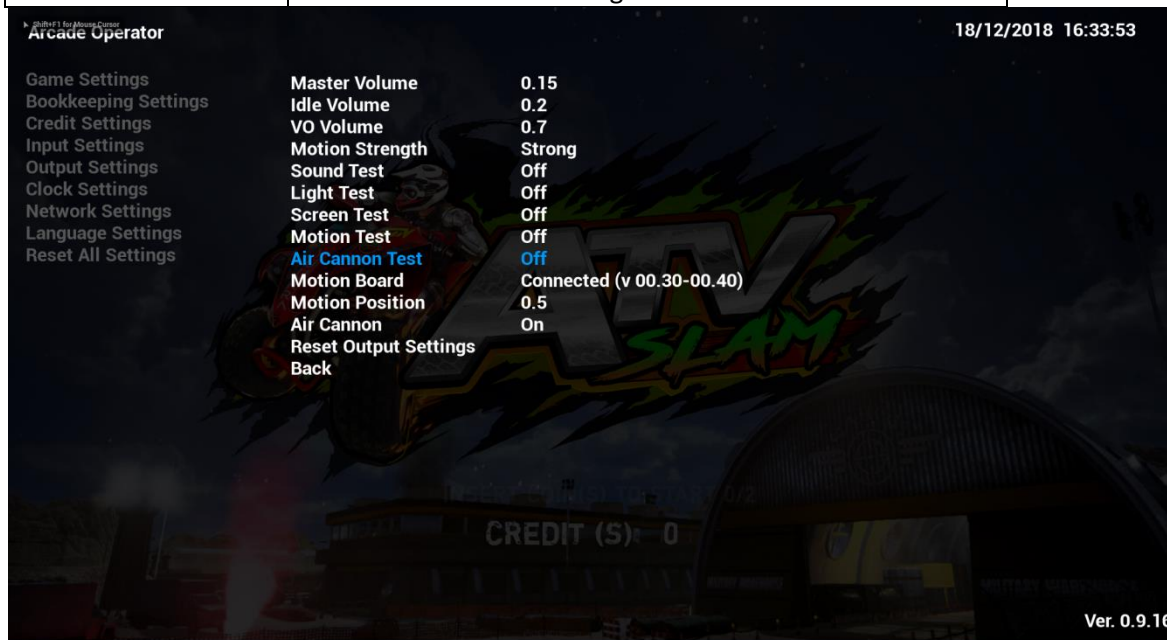 Shift+F1 for Mouse Cursor
Arcade Operator
18/12/2018 16:33:53
Game Settings
Bookkeeping Settings
Credit Settings
Input Settings
Output Settings
Clock Settings
Network Settings
Language Settings
Reset All Settings
Master Volume 0.15
Idle Volume 0.2
VO Volume 0.7
Motion Strength Strong
Sound Test Off
Light Test Off
Screen Test Off
Motion Test Off
Air Cannon Test Off
Motion Board Connected (v 00.30-00.40)
Motion Position 0.5
Air Cannon On
Reset Output Settings
Back
ATV
SLAM
CREDIT (S): 0
Ver. 0.9.16